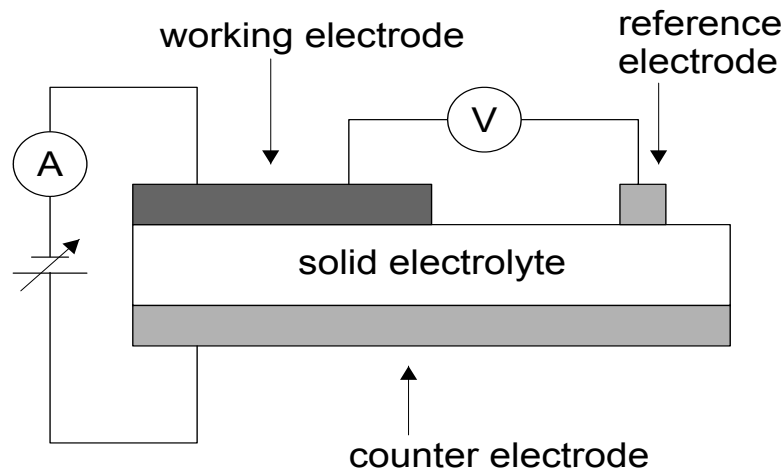 working electrode
reference
electrode
A
V
solid electrolyte
counter electrode